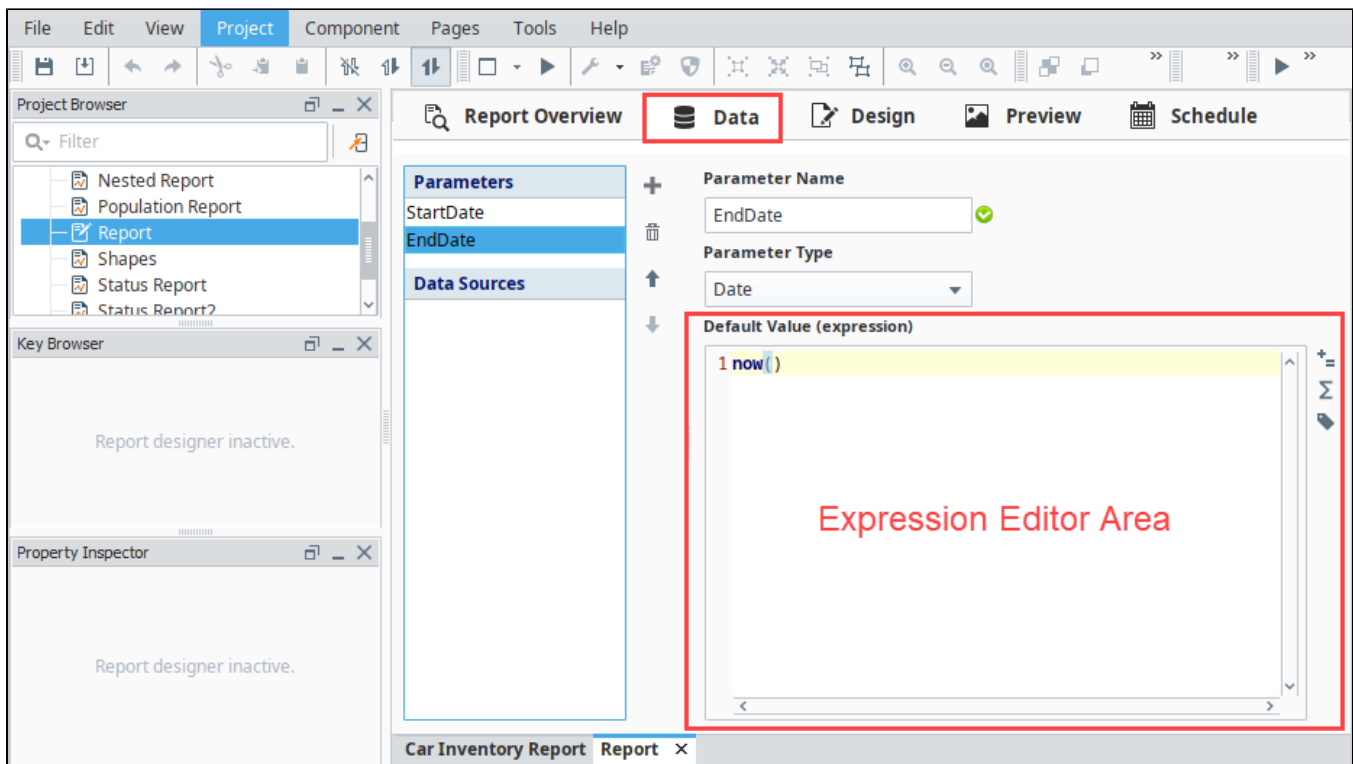 File Edit View Project Component Pages Tools Help
Project Browser
Filter
Nested Report
Population Report
Report
Shapes
Status Report
Status Report2
Key Browser
Report designer inactive.
Property Inspector
Report designer inactive.
Report Overview Data Design Preview Schedule
Parameters
StartDate
EndDate
Data Sources
Parameter Name
EndDate
Parameter Type
Date
Default Value (expression)
1 now()
Expression Editor Area
Car Inventory Report Report